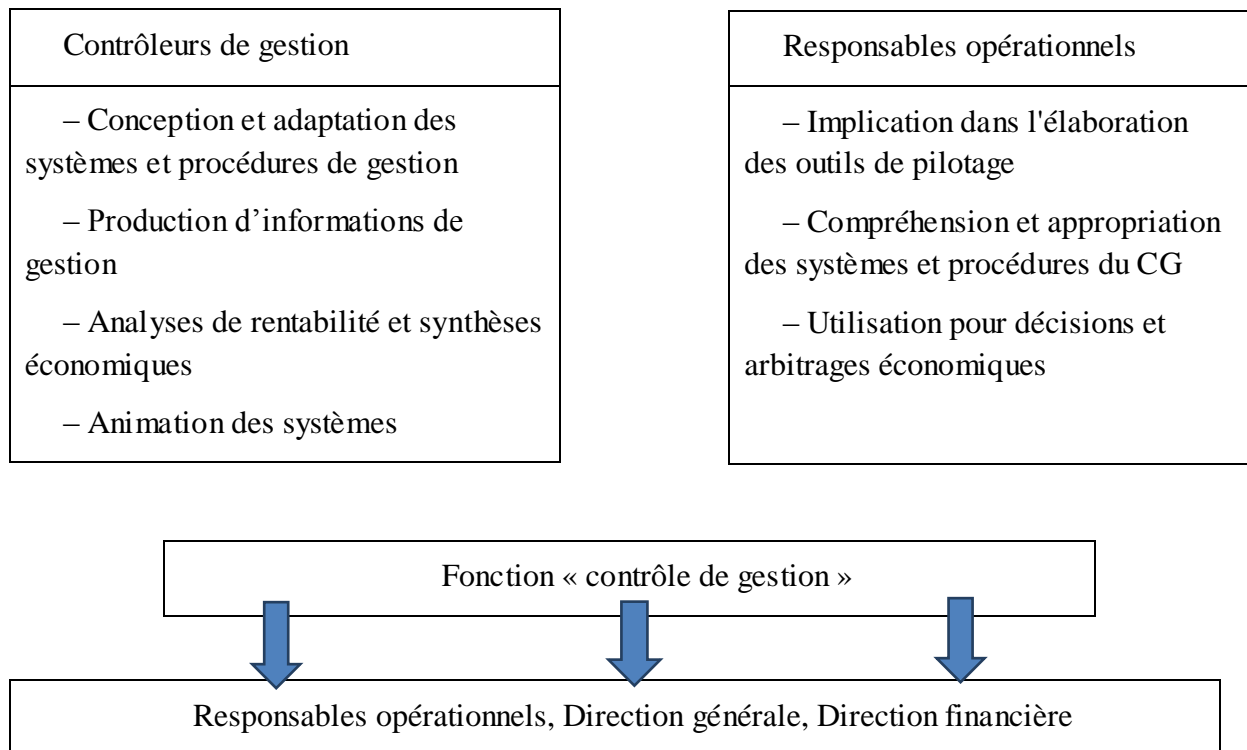 Contrôleurs de gestion
– Conception et adaptation des
systèmes et procédures de gestion
– Production d’informations de
gestion
– Analyses de rentabilité et synthèses
économiques
– Animation des systèmes
Responsables opérationnels
– Implication dans l'élaboration
des outils de pilotage
– Compréhension et appropriation
des systèmes et procédures du CG
– Utilisation pour décisions et
arbitrages économiques
Fonction « contrôle de gestion »
Responsables opérationnels, Direction générale, Direction financière